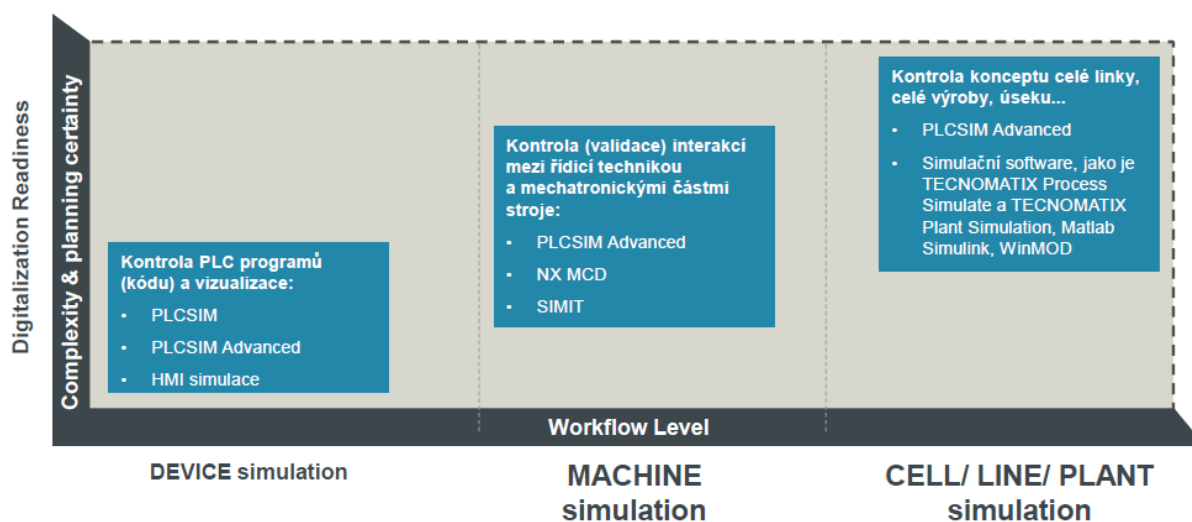 Digitalization Readiness
Complexity & planning certainty
Kontrola PLC programů
(kódu) a vizualizace:
• PLCSIM
• PLCSIM Advanced
• HMI simulace
Kontrola (validace) interakcí
mezi řídicí technikou
a mechatronickými částmi
stroje:
• PLCSIM Advanced
• NX MCD
• SIMIT
Kontrola konceptu celé linky,
celé výroby, úseku...
• PLCSIM Advanced
• Simulační software, jako je
TECNOMATIX Process
Simulate a TECNOMATIX
Plant Simulation, Matlab
Simulink, WinMOD
Workflow Level
DEVICE simulation
MACHINE
simulation
CELL/ LINE/ PLANT
simulation